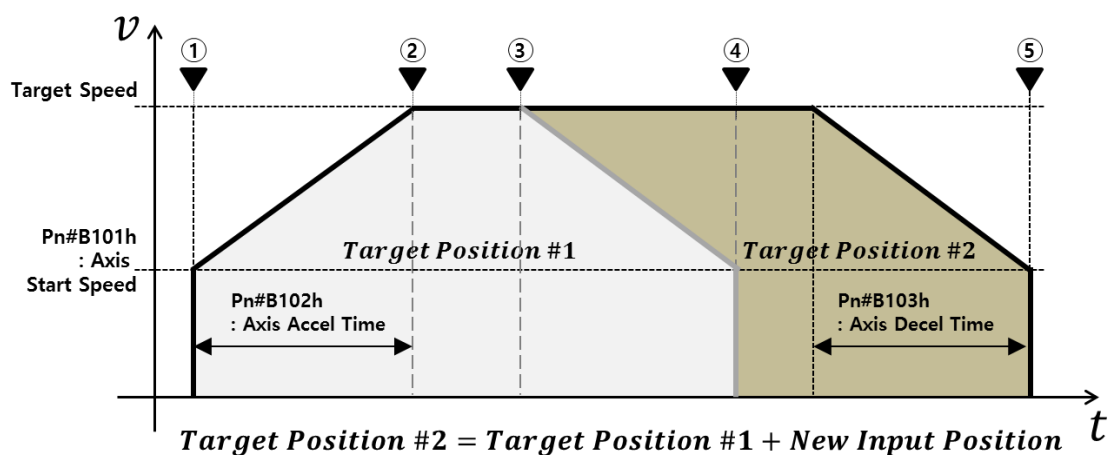 v
① ② ③ ④ ⑤
Target Speed
Pn#B101h
: Axis
Start Speed
Target Position #1
Target Position #2
Pn#B102h
: Axis Accel Time
Pn#B103h
: Axis Decel Time
t
Target Position #2 = Target Position #1 + New Input Position